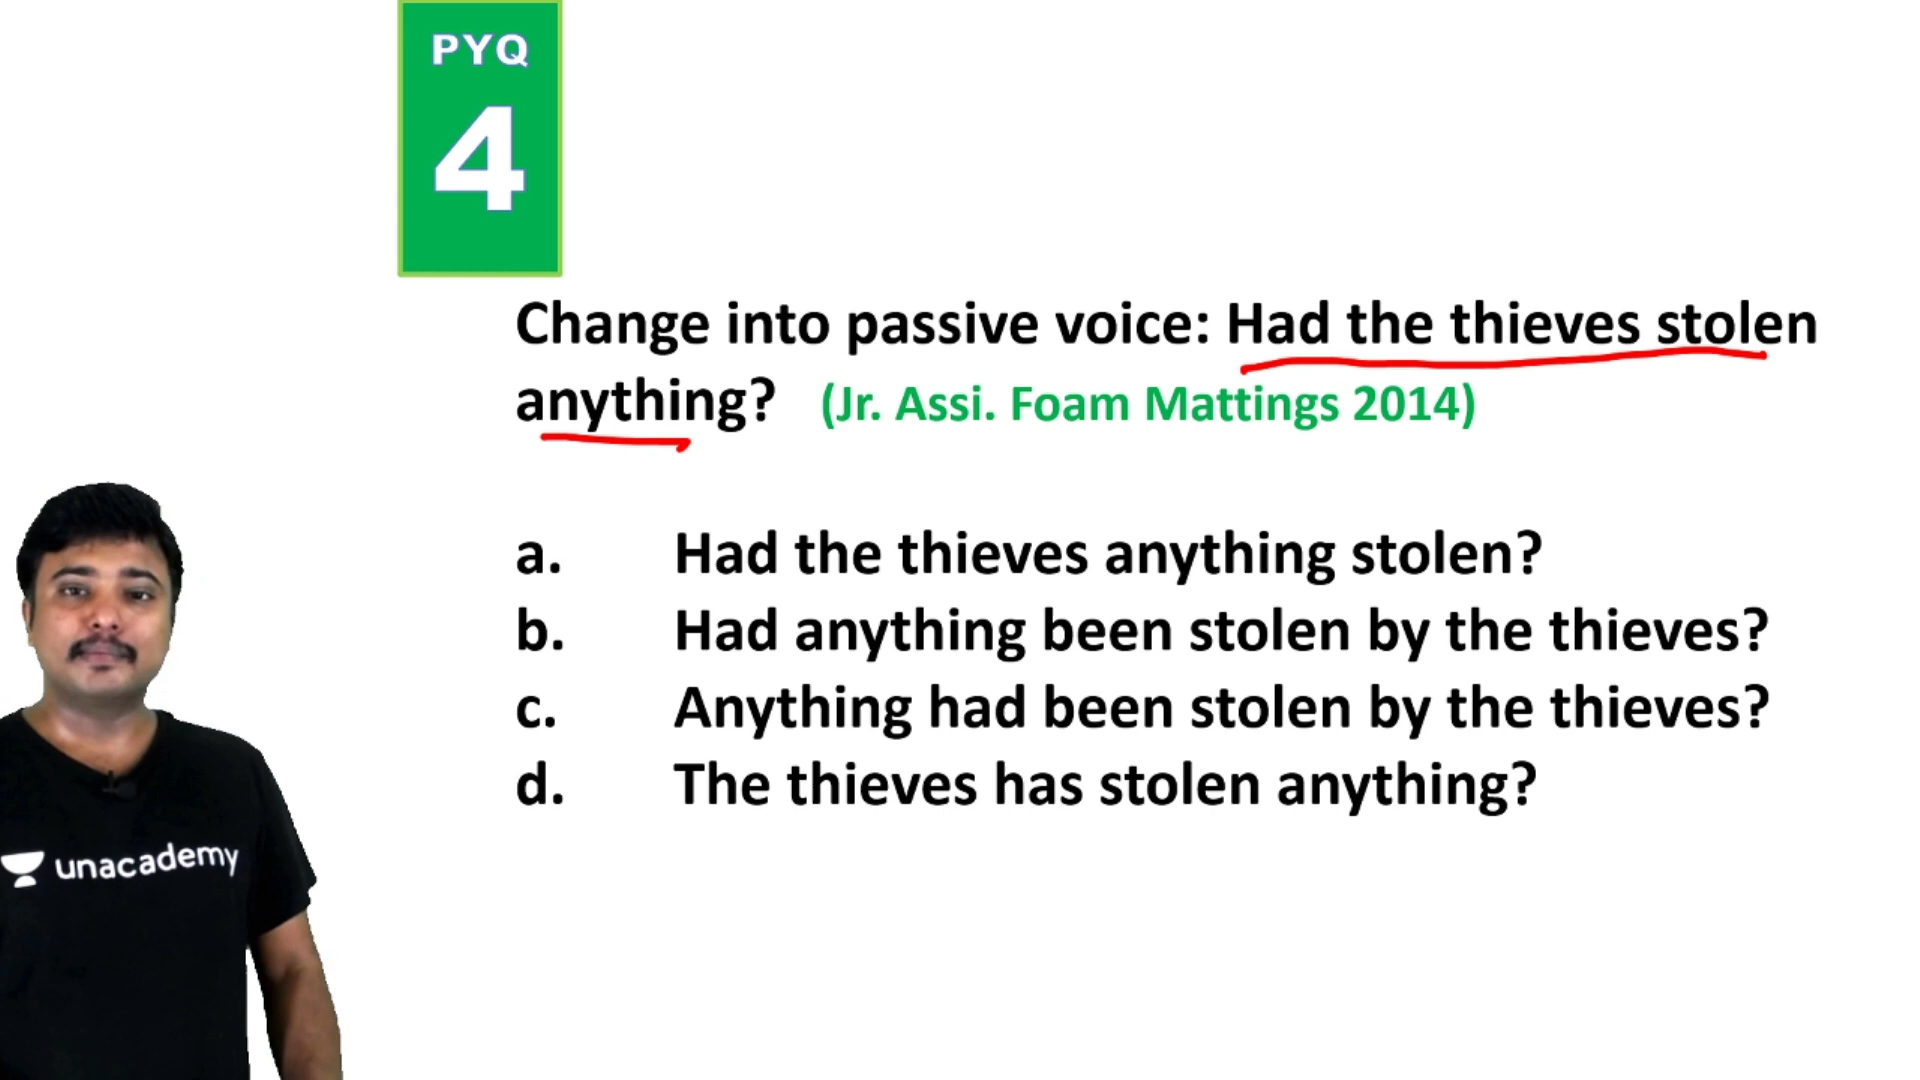 PYQ
4
Change into passive voice: Had the thieves stolen
anything? (Jr. Assi. Foam Mattings 2014)
a. Had the thieves anything stolen?
b. Had anything been stolen by the thieves?
c. Anything had been stolen by the thieves?
d. The thieves has stolen anything?
unacademy